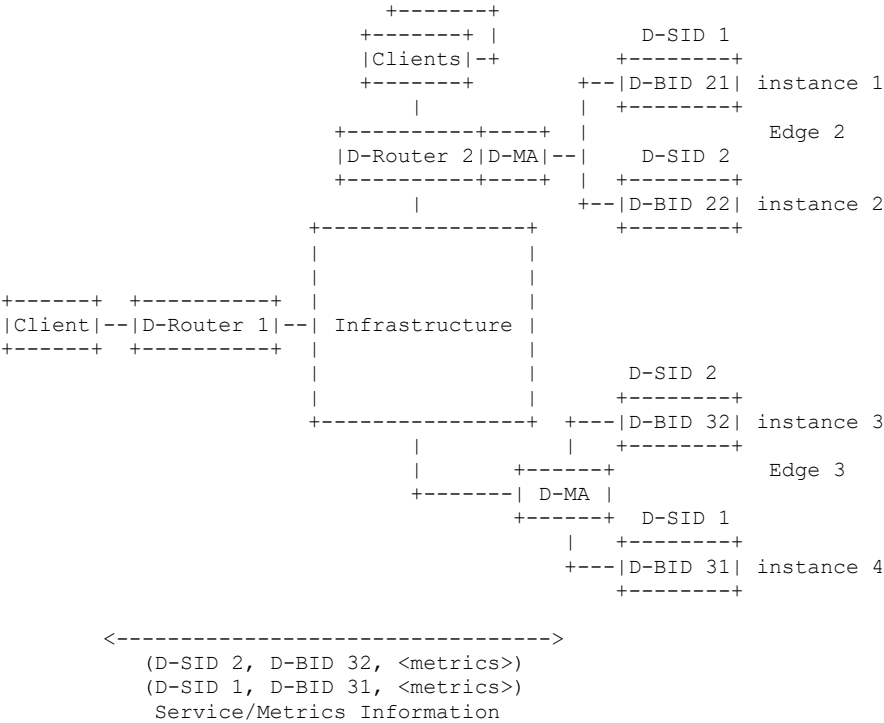 D-SID 1
Clients
D-BID 21 instance 1
Edge 2
D-Router 2 D-MA D-SID 2
D-BID 22 instance 2
Client D-Router 1 Infrastructure
D-SID 2
D-BID 32 instance 3
Edge 3
D-MA
D-SID 1
D-BID 31 instance 4
(D-SID 2, D-BID 32, <metrics>)
(D-SID 1, D-BID 31, <metrics>)
Service/Metrics Information